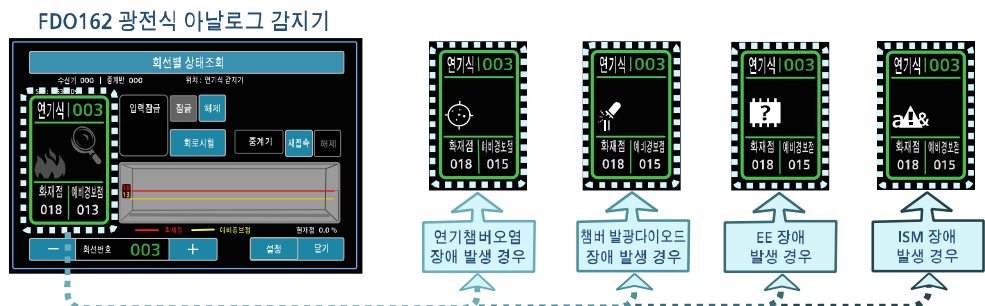 FDO162 광전식 아날로그 감지기
회선별 상태조회
수신기 000 | 중계반 000 위치 : 연기식 감지기
연기식 003
화재점 예비경보점
018 013
입력잠금 잠금 해제
회로시험 중계기 재접속 해제
화재점 예비경보점 현재점 0.0 %
- 회선번호 003 + 설정 닫기
연기식 003
화재점 예비경보점
018 015
연기챔버오염
장애 발생 경우
연기식 003
화재점 예비경보점
018 015
챔버 발광다이오드
장애 발생 경우
연기식 003
?
화재점 예비경보점
018 015
EE 장애
발생 경우
연기식 003
a!&
화재점 예비경보점
018 015
ISM 장애
발생 경우